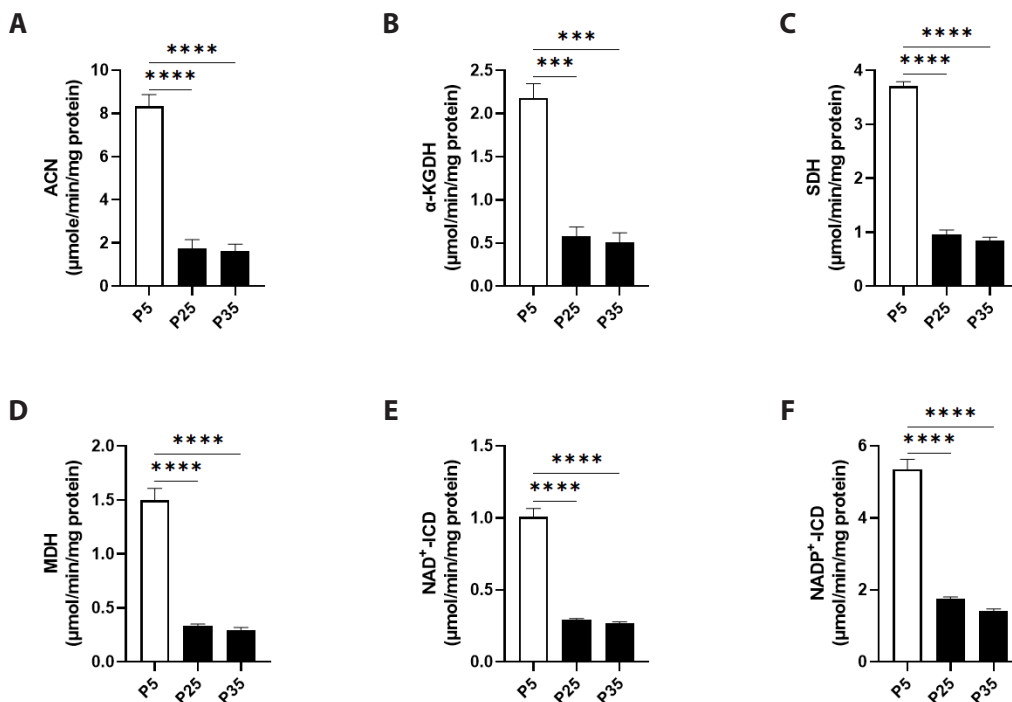 A
ACN
(µmole/min/mg protein)
10
8
6
4
2
0
****
****
P5
P25
P35
B
α-KGDH
(µmol/min/mg protein)
2.5
2.0
1.5
1.0
0.5
0.0
***
***
P5
P25
P35
C
SDH
(µmol/min/mg protein)
4
3
2
1
0
****
****
P5
P25
P35
D
MDH
(µmol/min/mg protein)
2.0
1.5
1.0
0.5
0.0
****
****
P5
P25
P35
E
NAD⁺-ICD
(µmol/min/mg protein)
1.5
1.0
0.5
0.0
****
****
P5
P25
P35
F
NADP⁺-ICD
(µmol/min/mg protein)
6
4
2
0
****
****
P5
P25
P35